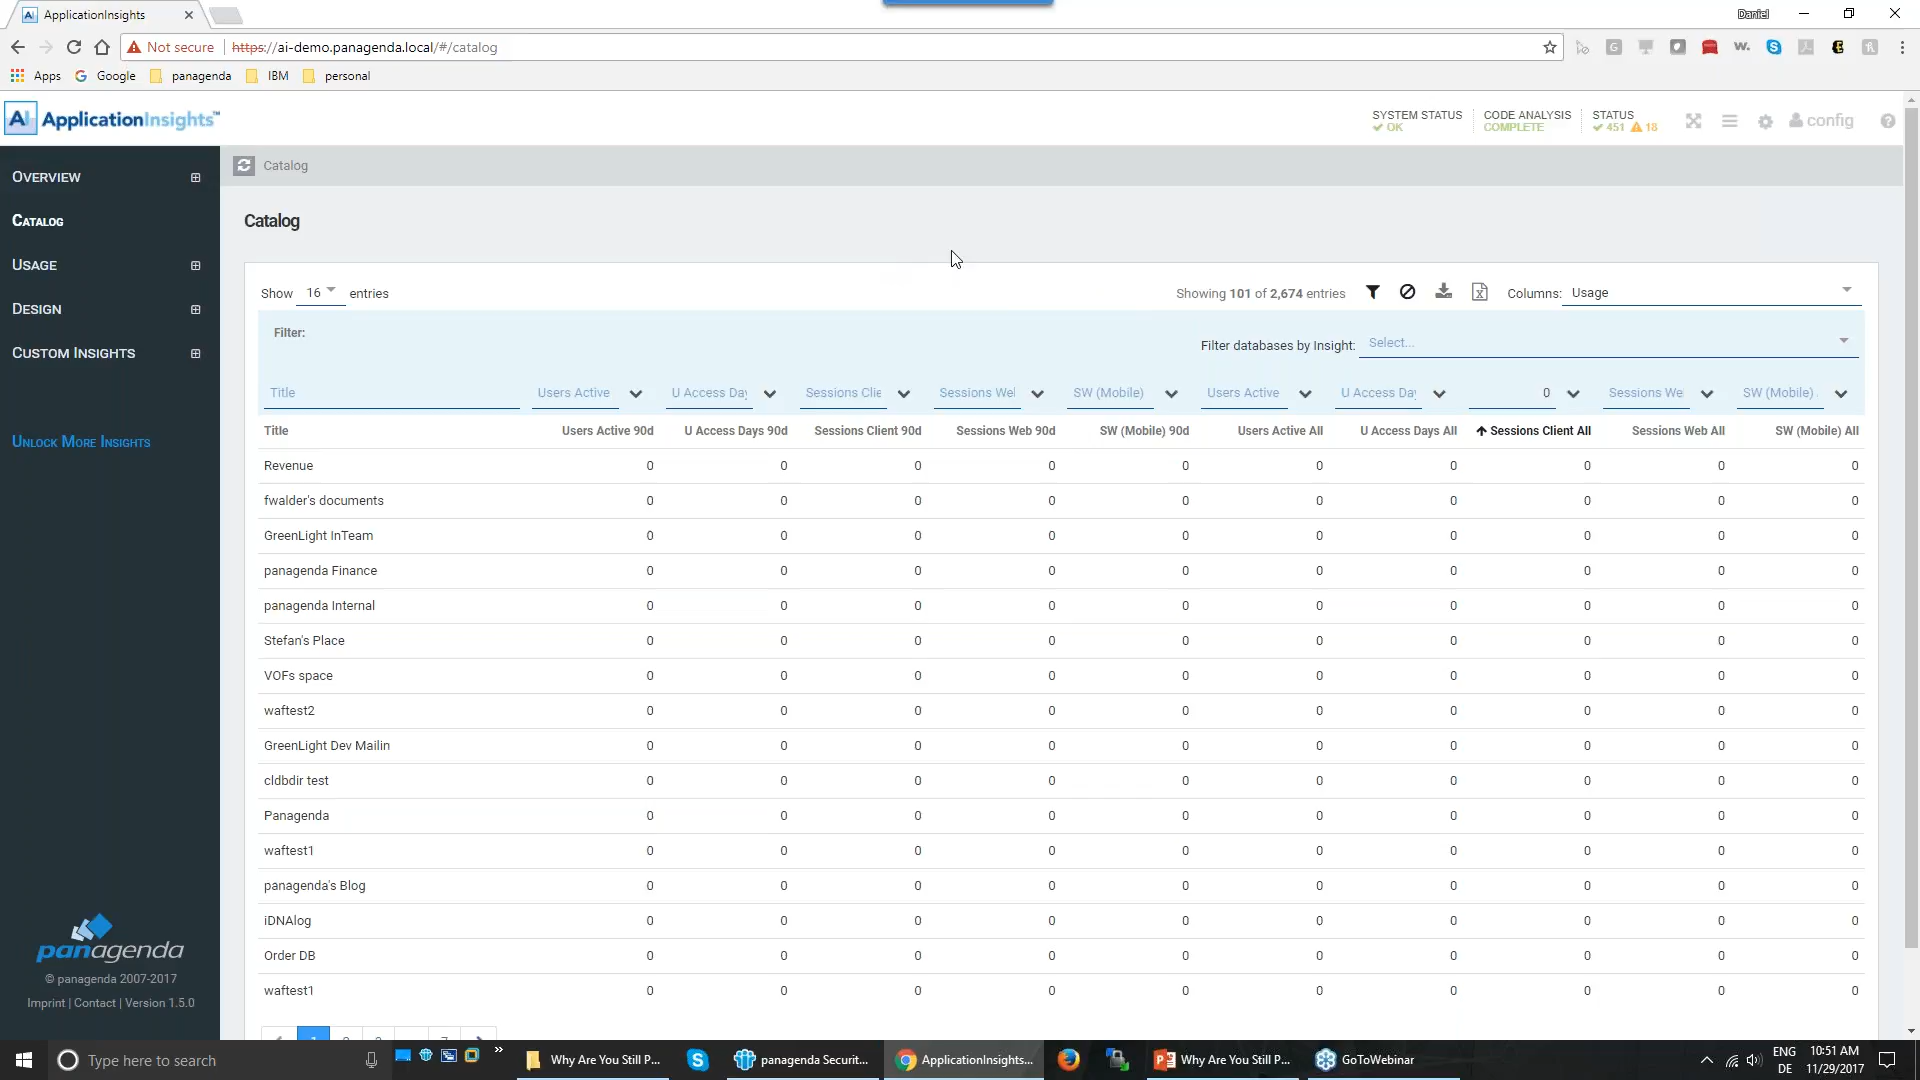 ApplicationInsights
Daniel
Not secure
https://ai-demo.panagenda.local/#/catalog
Apps
Google
panagenda
IBM
personal
AI ApplicationInsights™
SYSTEM STATUS
OK
CODE ANALYSIS
COMPLETE
STATUS
451 18
config
OVERVIEW
CATALOG
USAGE
DESIGN
CUSTOM INSIGHTS
UNLOCK MORE INSIGHTS
panagenda
© panagenda 2007-2017
Imprint | Contact | Version 1.5.0
Catalog
Catalog
Show 16 entries
Showing 101 of 2,674 entries
Columns: Usage
Filter:
Filter databases by Insight: Select...
Title Users Active U Access Day Sessions Clie Sessions Wel SW (Mobile) Users Active U Access Day 0 Sessions We SW (Mobile)
Title Users Active 90d U Access Days 90d Sessions Client 90d Sessions Web 90d SW (Mobile) 90d Users Active All U Access Days All Sessions Client All Sessions Web All SW (Mobile) All
Revenue 0 0 0 0 0 0 0 0 0 0
fwalder's documents 0 0 0 0 0 0 0 0 0 0
GreenLight InTeam 0 0 0 0 0 0 0 0 0 0
panagenda Finance 0 0 0 0 0 0 0 0 0 0
panagenda Internal 0 0 0 0 0 0 0 0 0 0
Stefan's Place 0 0 0 0 0 0 0 0 0 0
VOFs space 0 0 0 0 0 0 0 0 0 0
waftest2 0 0 0 0 0 0 0 0 0 0
GreenLight Dev Mailin 0 0 0 0 0 0 0 0 0 0
cldbdir test 0 0 0 0 0 0 0 0 0 0
Panagenda 0 0 0 0 0 0 0 0 0 0
waftest1 0 0 0 0 0 0 0 0 0 0
panagenda's Blog 0 0 0 0 0 0 0 0 0 0
iDNAlog 0 0 0 0 0 0 0 0 0 0
Order DB 0 0 0 0 0 0 0 0 0 0
waftest1 0 0 0 0 0 0 0 0 0 0
Type here to search
Why Are You Still P...
panagenda Securit...
ApplicationInsights...
Why Are You Still P...
GoToWebinar
ENG
DE
10:51 AM
11/29/2017